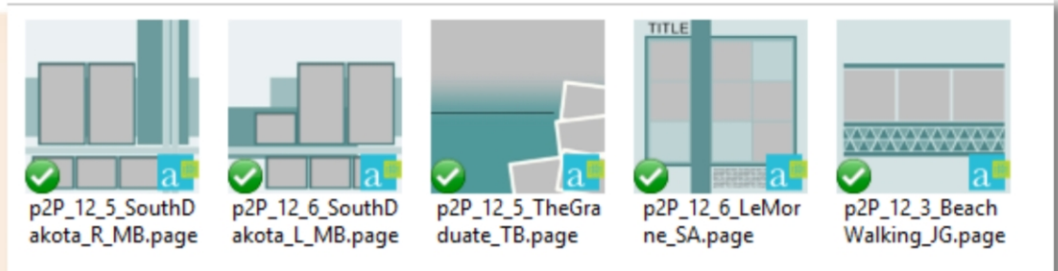 TITLE
a a a a a
p2P_12_5_SouthD p2P_12_6_SouthD p2P_12_5_TheGra p2P_12_6_LeMor p2P_12_3_Beach
akota_R_MB.page akota_L_MB.page duate_TB.page ne_SA.page Walking_JG.page